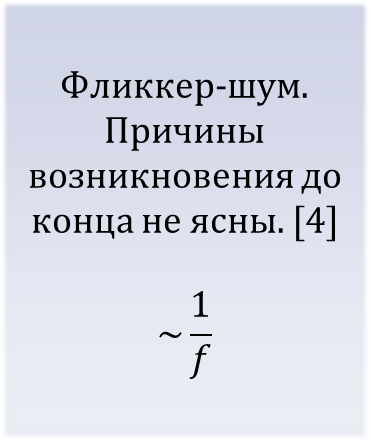 Фликкер-шум.
Причины
возникновения до
конца не ясны. [4]
~ 1/f